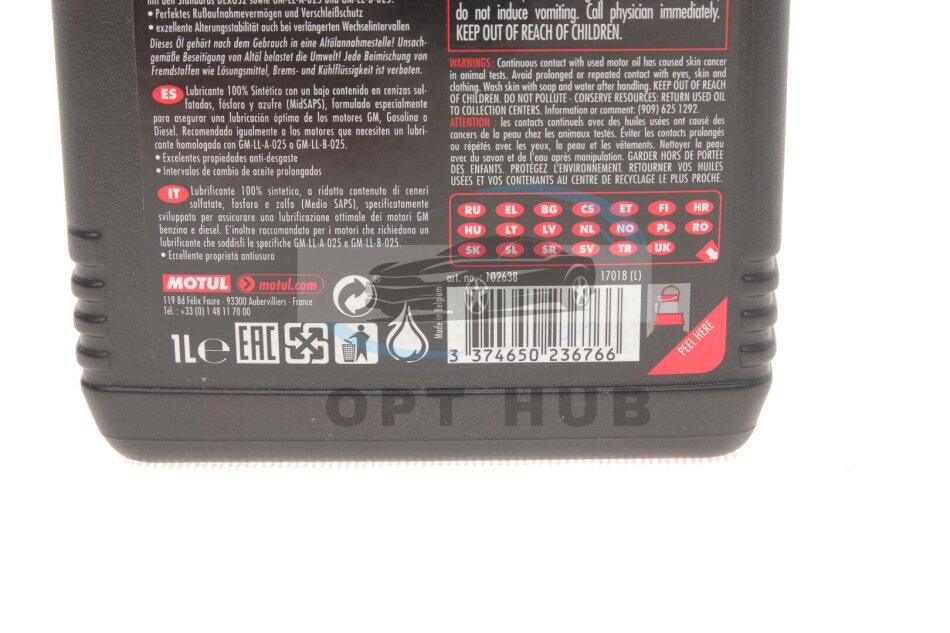 mit den Standards DEXOS2 sowie GM-LL-A-025 und GM-LL-B-025.
• Perfektes Rußaufnahmevermögen und Verschleißschutz
• exzellente Alterungsstabilität auch bei verlängerten Wechselintervallen
Dieses Öl gehört nach dem Gebrauch in eine Altölannahmestelle! Unsach-
gemäße Beseitigung von Altöl belastet die Umwelt! Jede Beimischung von
Fremdstoffen wie Lösungsmittel, Brems- und Kühlflüssigkeit ist verboten.
ES Lubricante 100% Sintético con un bajo contenido en cenizas sul-
fatadas, fósforo y azufre (MidSAPS), formulado especialmente
para asegurar una lubricación óptima de los motores GM, Gasolina o
Diesel. Recomendado igualmente a los motores que necesiten un lubri-
cante homologado con GM-LL-A-025 o GM-LL-B-025.
• Excelentes propiedades anti-desgaste
• Intervalos de cambio de aceite prolongados
IT Lubrificante 100% sintetico, a ridotto contenuto di ceneri
solfatate, fosforo e zolfo (Medio SAPS), specificatamente
sviluppato per assicurare una lubrificazione ottimale dei motori GM
benzina e diesel. E'inoltre raccomandato per i motori che richiedono un
lubrificante che soddisfi le specifiche GM-LL-A-025 e GM-LL-B-025.
• Eccellente proprietà antiusura
MOTUL motul.com
119 Bd Félix Faure - 93300 Aubervilliers - France
Tél. : +33 (0) 1 48 11 70 00
1L℮ EAC
do not induce vomiting. Call physician immediately.
KEEP OUT OF REACH OF CHILDREN.
WARNINGS: Continuous contact with used motor oil has caused skin cancer
in animal tests. Avoid prolonged or repeated contact with eyes, skin and
clothing. Wash skin with soap and water after handling. KEEP OUT OF REACH
OF CHILDREN. DO NOT POLLUTE - CONSERVE RESOURCES: RETURN USED OIL
TO COLLECTION CENTERS. Information or comment: (909) 625 1292.
ATTENTION : les contacts continuels avec des huiles usées ont causé des
cancers de la peau chez les animaux testés. Éviter les contacts prolongés
ou répétés avec les yeux, la peau et les vêtements. Nettoyer la peau
avec du savon et de l'eau après manipulation. GARDER HORS DE PORTÉE
DES ENFANTS. PROTÉGEZ L'ENVIRONNEMENT. RETOURNER VOS HUILES
USÉES ET VOS CONTENANTS AU CENTRE DE RECYCLAGE LE PLUS PROCHE.
RU EL BG CS ET FI HR
HU LT LV NL NO PL RO
SK SL SR SV TR UK
art. no. : 102638 17018 (L)
Made in Belgium
3 374650 236766
PEEL HERE
OPT HUB